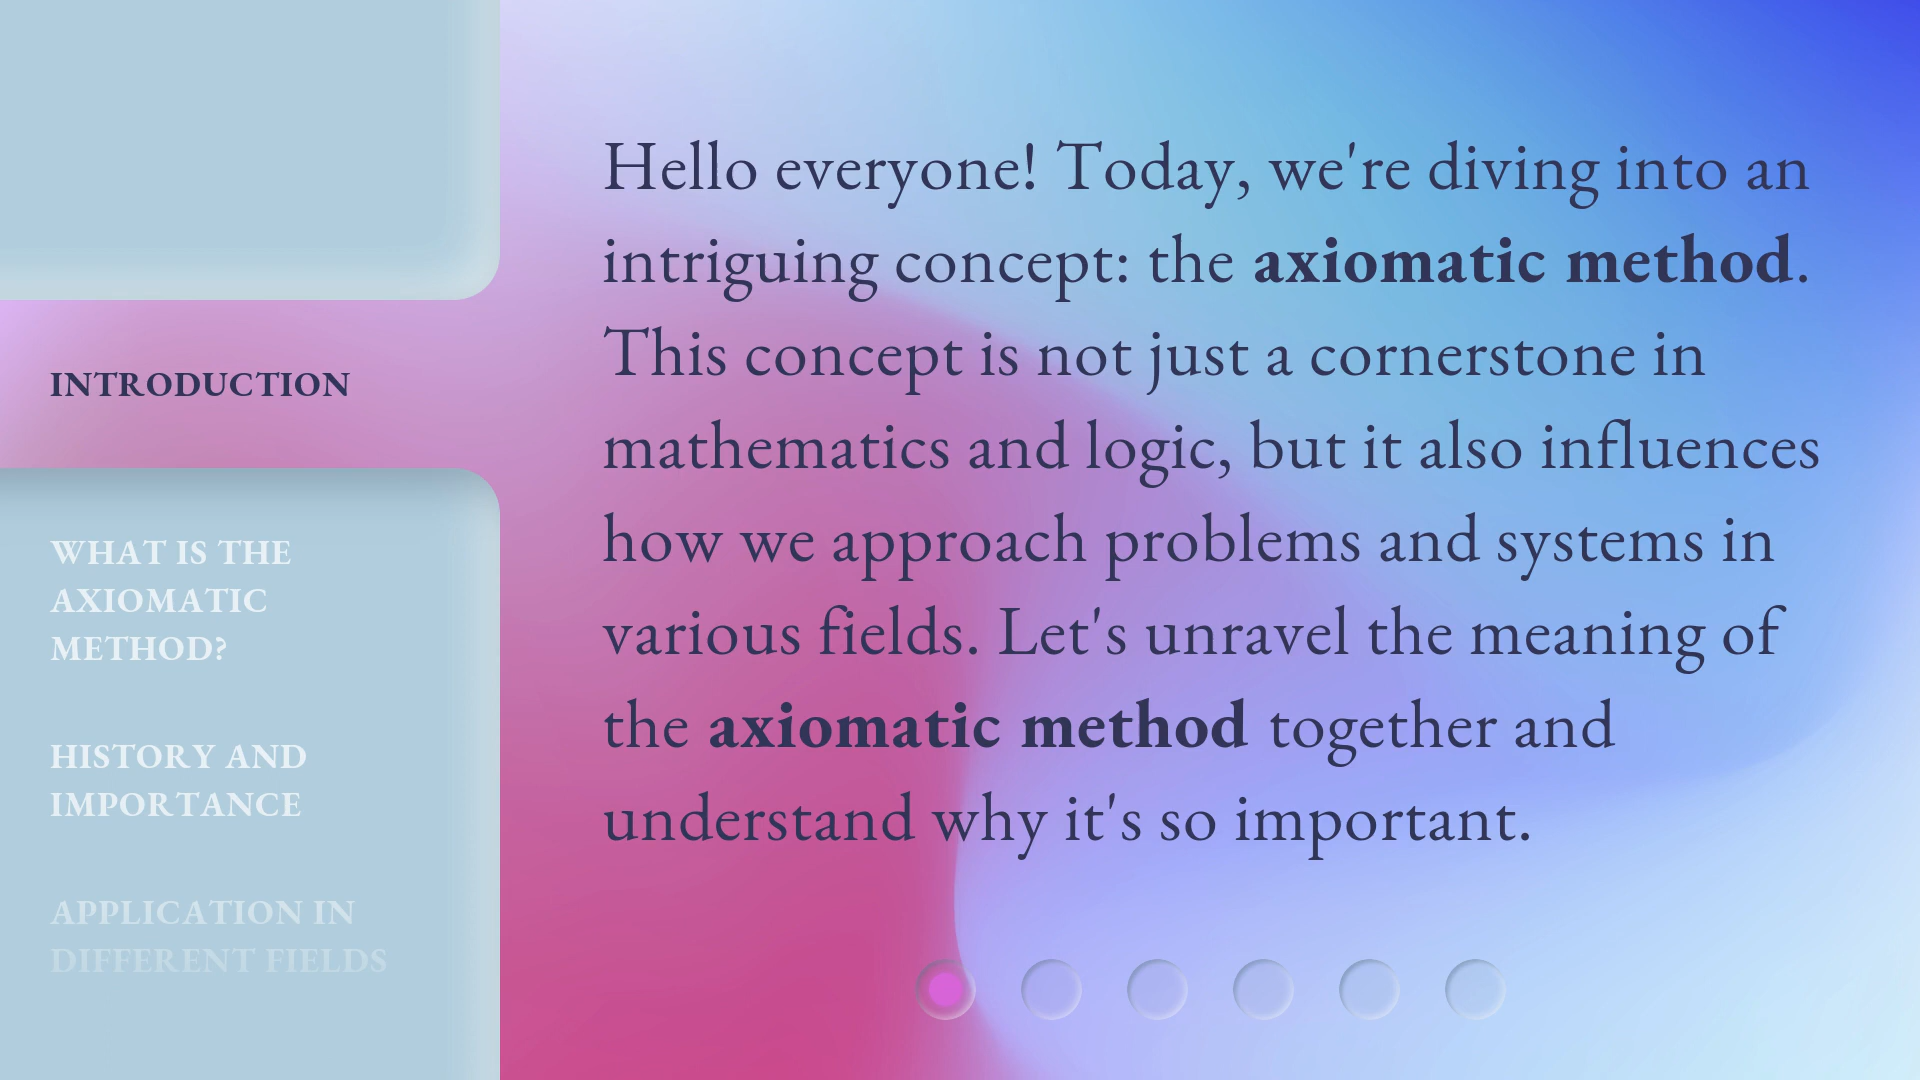 INTRODUCTION
WHAT IS THE
AXIOMATIC
METHOD?
HISTORY AND
IMPORTANCE
APPLICATION IN
DIFFERENT FIELDS
Hello everyone! Today, we're diving into an
intriguing concept: the axiomatic method.
This concept is not just a cornerstone in
mathematics and logic, but it also influences
how we approach problems and systems in
various fields. Let's unravel the meaning of
the axiomatic method together and
understand why it's so important.